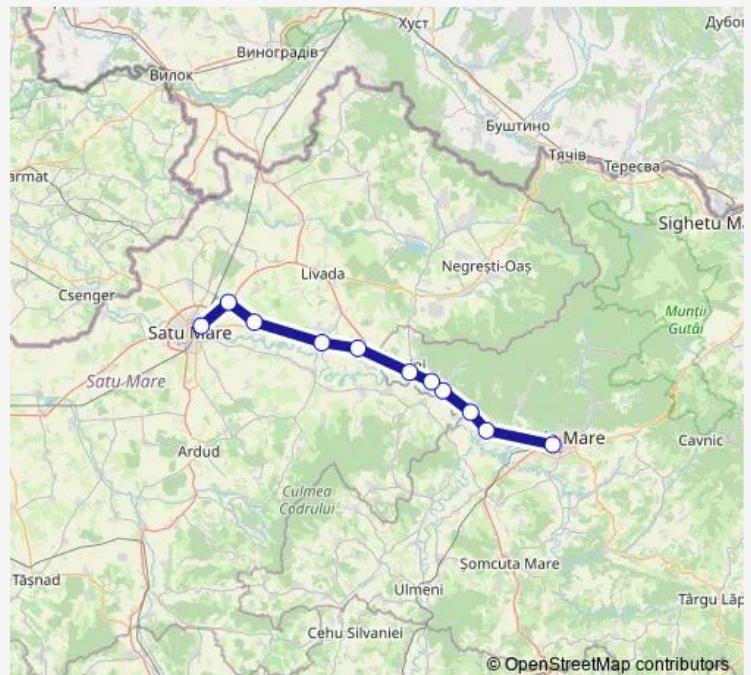 Хуст
Дубо
Виноградів
Вилок
Буштино
Тячів
Тересва
armat
Sighetu Ma
Negrești-Oaș
Livada
Csenger
Munții
Gutâi
Satu Mare
Satu Mare
Mare
Cavnic
Ardud
Culmea
Codrului
Șomcuta Mare
Tășnad
Ulmeni
Târgu Lăp
Cehu Silvaniei
© OpenStreetMap contributors